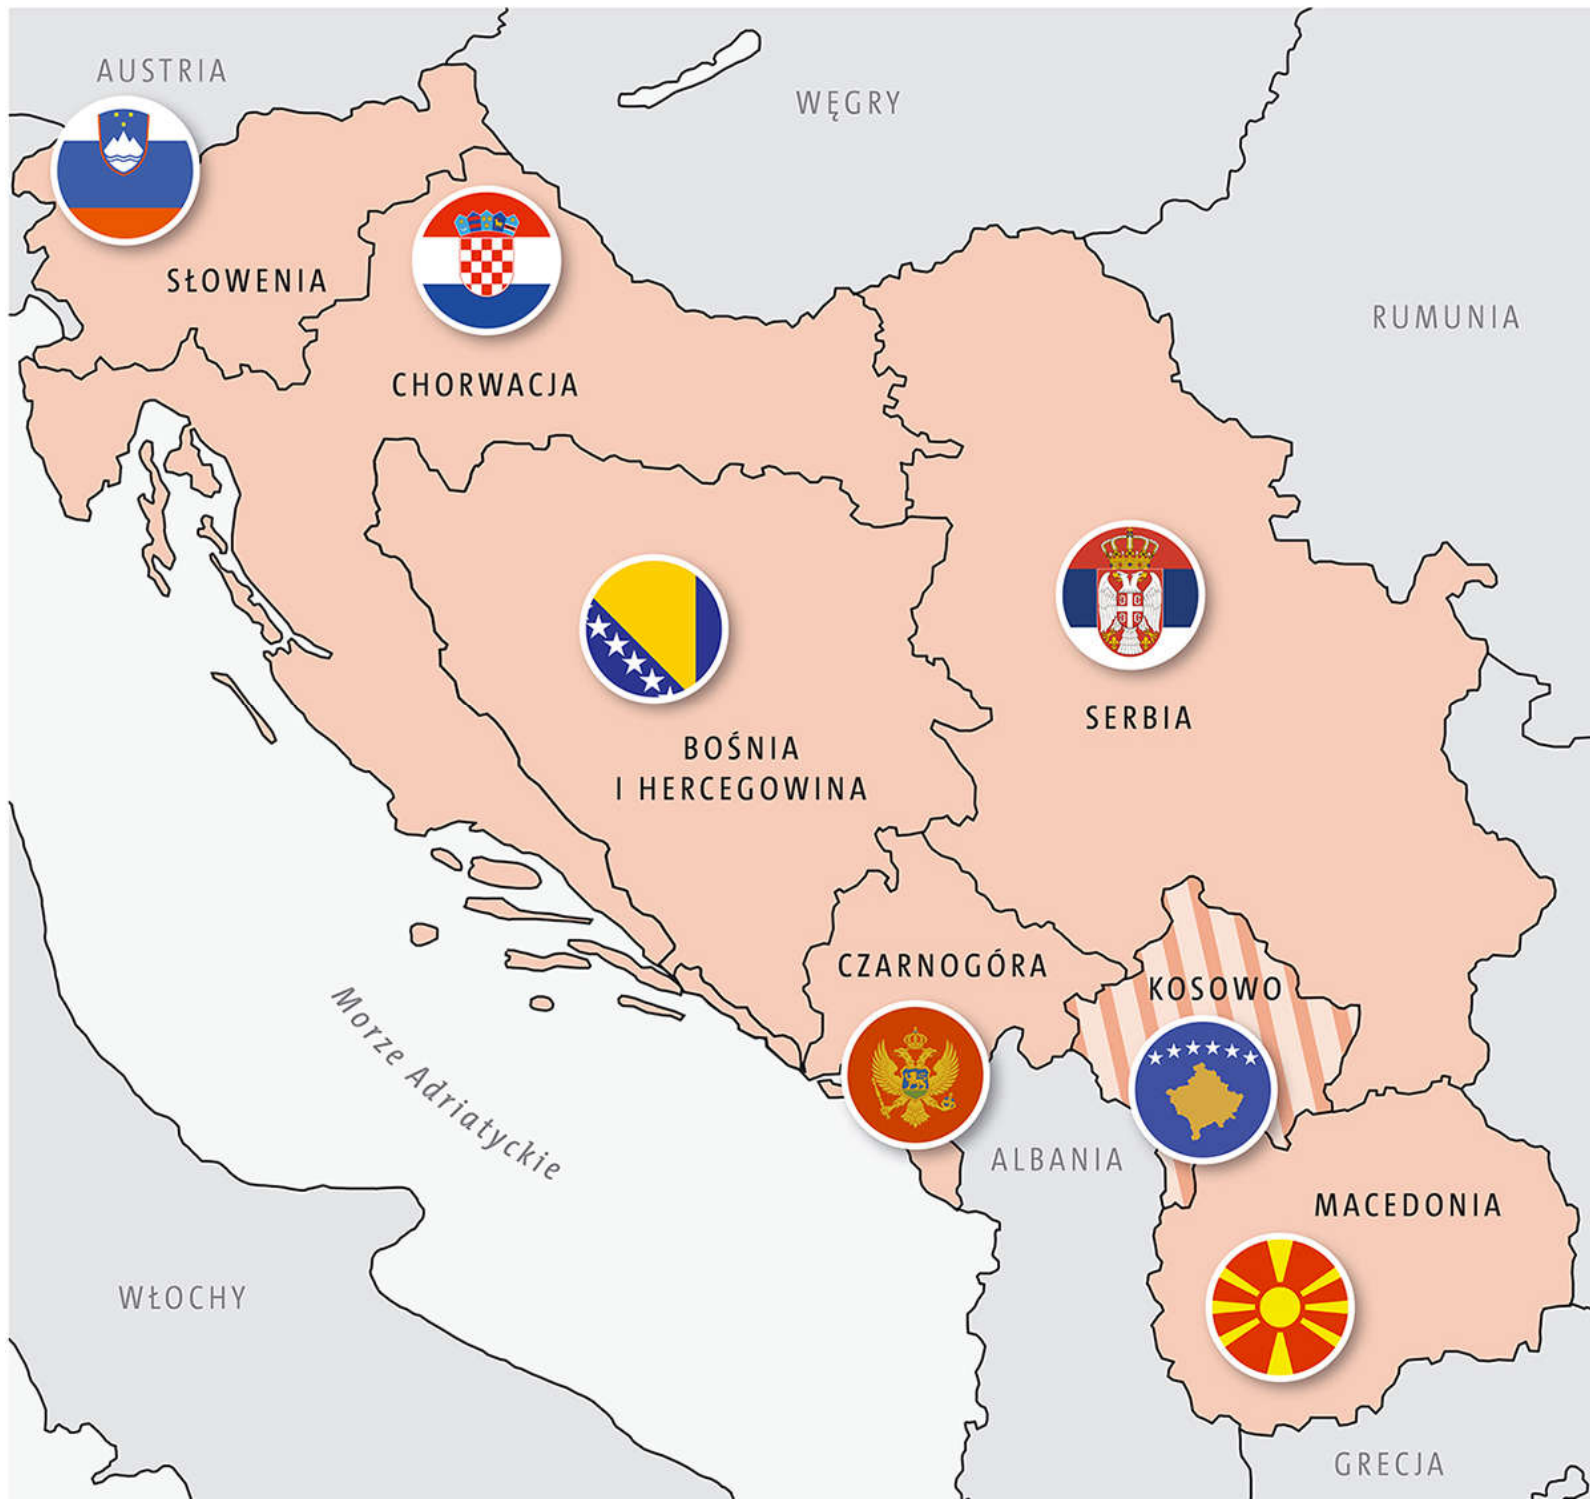 AUSTRIA
WĘGRY
SŁOWENIA
RUMUNIA
CHORWACJA
SERBIA
BOŚNIA
I HERCEGOWINA
CZARNOGÓRA
KOSOWO
Morze Adriatyckie
ALBANIA
MACEDONIA
WŁOCHY
GRECJA